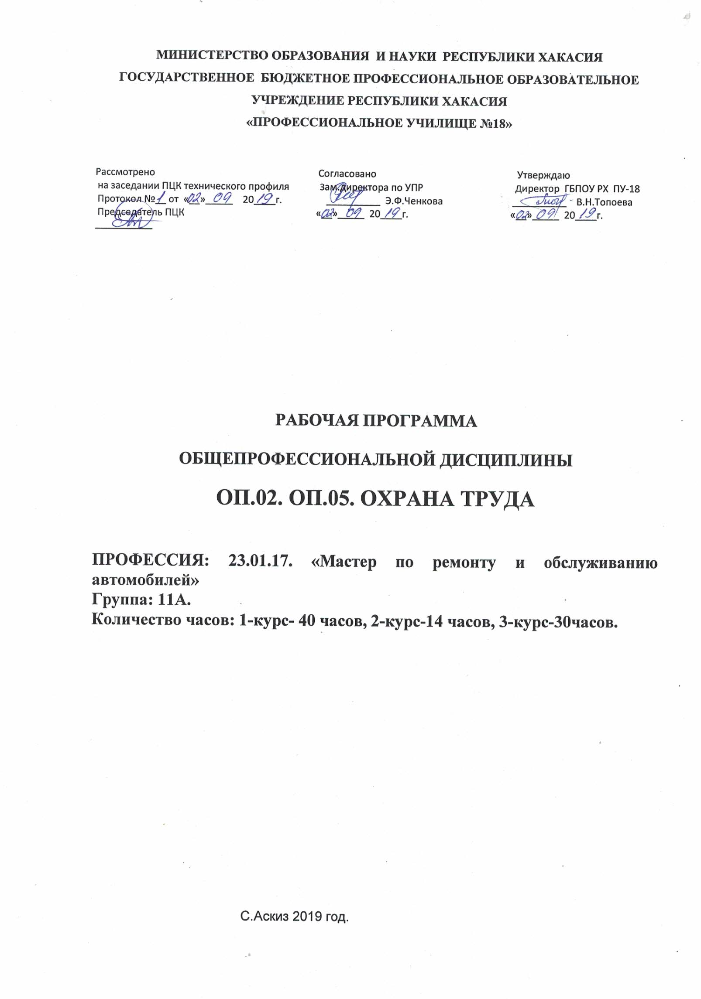 МИНИСТЕРСТВО ОБРАЗОВАНИЯ И НАУКИ РЕСПУБЛИКИ ХАКАСИЯ
ГОСУДАРСТВЕННОЕ БЮДЖЕТНОЕ ПРОФЕССИОНАЛЬНОЕ ОБРАЗОВАТЕЛЬНОЕ
УЧРЕЖДЕНИЕ РЕСПУБЛИКИ ХАКАСИЯ
«ПРОФЕССИОНАЛЬНОЕ УЧИЛИЩЕ №18»
Рассмотрено
на заседании ПЦК технического профиля
Протокол № 1 от «02» 09 2019 г.
Председатель ПЦК
Согласовано
Зам.директора по УПР
Э.Ф.Ченкова
«02» 09 2019 г.
Утверждаю
Директор ГБПОУ РХ ПУ-18
В.Н.Топоева
«02» 09 2019 г.
РАБОЧАЯ ПРОГРАММА
ОБЩЕПРОФЕССИОНАЛЬНОЙ ДИСЦИПЛИНЫ
ОП.02. ОП.05. ОХРАНА ТРУДА
ПРОФЕССИЯ: 23.01.17. «Мастер по ремонту и обслуживанию
автомобилей»
Группа: 11А.
Количество часов: 1-курс- 40 часов, 2-курс-14 часов, 3-курс-30часов.
С.Аскиз 2019 год.